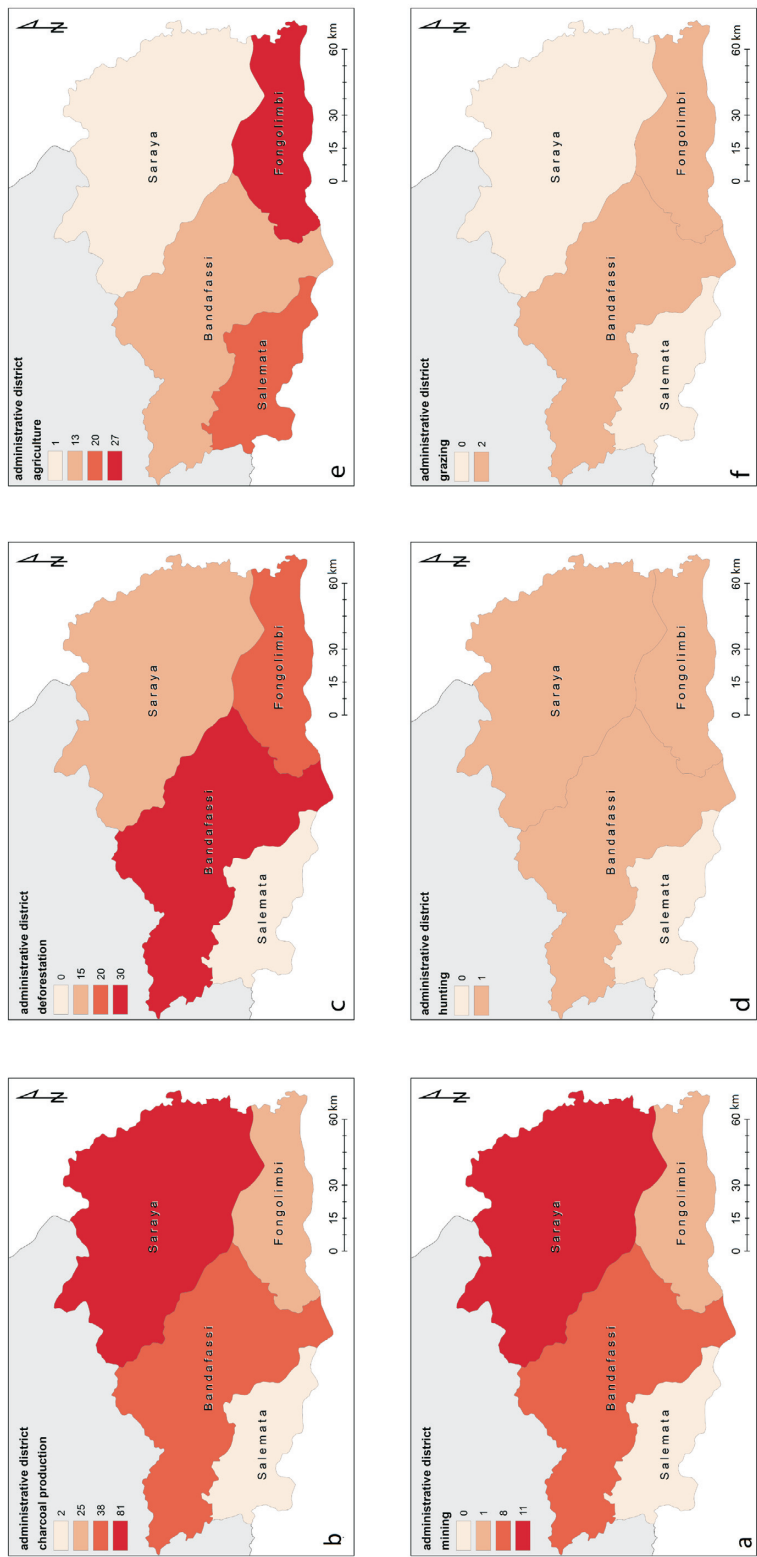 administrative district
charcoal production
2
25
38
81
N
Saraya
Bandafassi
Salemata
Fongolimbi
0 15 30 60 km
b
administrative district
deforestation
0
15
20
30
N
Saraya
Bandafassi
Salemata
Fongolimbi
0 15 30 60 km
c
administrative district
agriculture
1
13
20
27
N
Saraya
Bandafassi
Salemata
Fongolimbi
0 15 30 60 km
e
administrative district
mining
0
1
8
11
N
Saraya
Bandafassi
Salemata
Fongolimbi
0 15 30 60 km
a
administrative district
hunting
0
1
N
Saraya
Bandafassi
Salemata
Fongolimbi
0 15 30 60 km
d
administrative district
grazing
0
2
N
Saraya
Bandafassi
Salemata
Fongolimbi
0 15 30 60 km
f